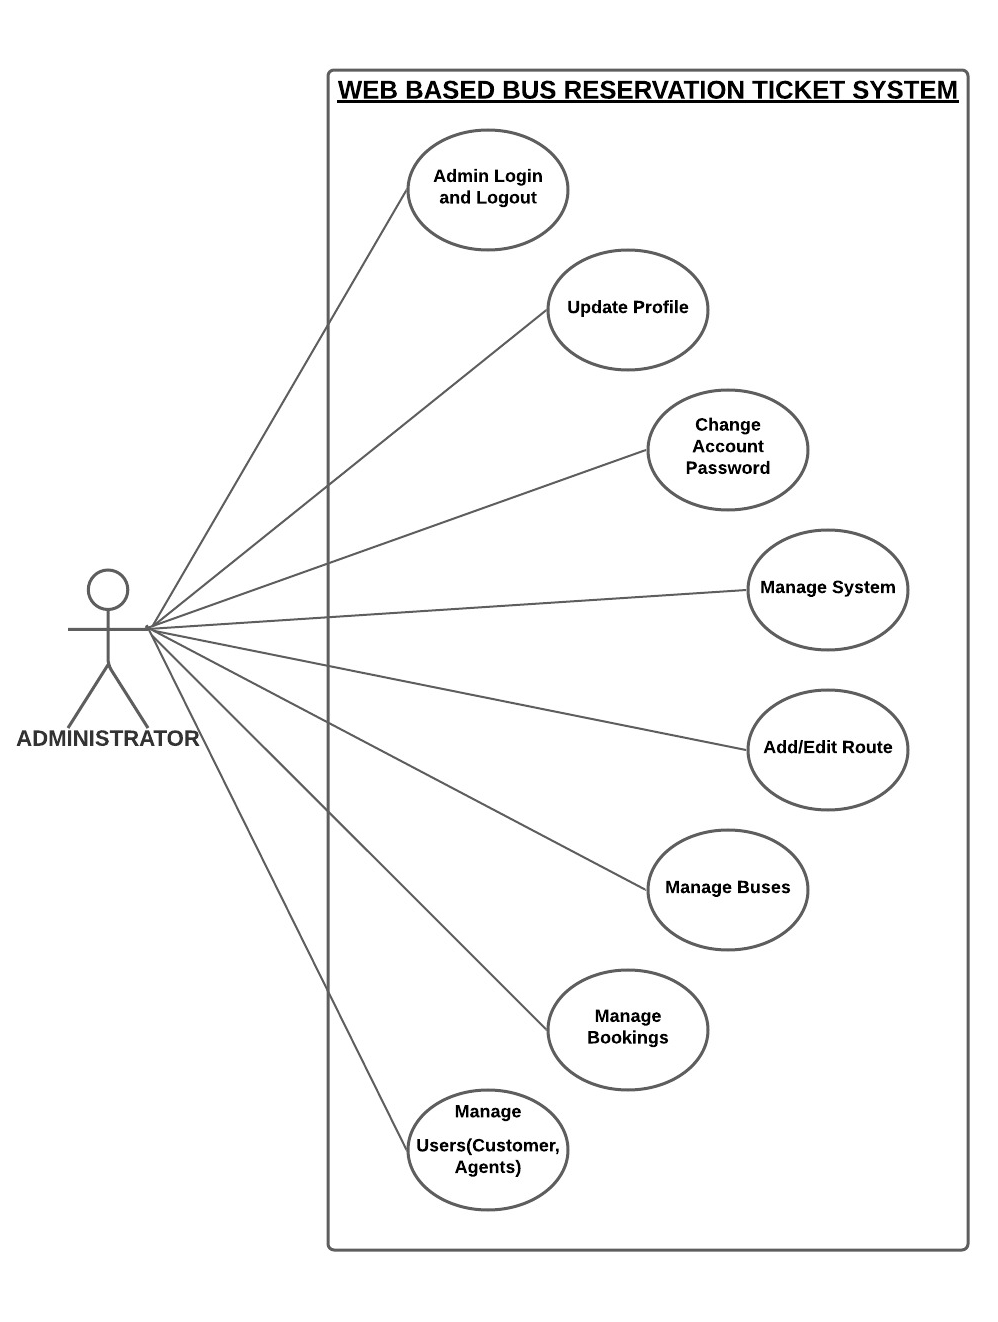 WEB BASED BUS RESERVATION TICKET SYSTEM
Admin Login
and Logout
Update Profile
Change
Account
Password
Manage System
ADMINISTRATOR
Add/Edit Route
Manage Buses
Manage
Bookings
Manage
Users(Customer,
Agents)